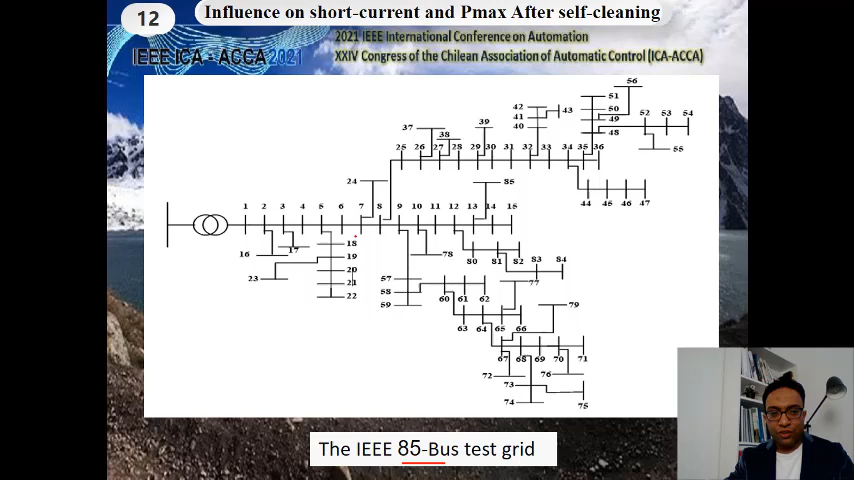 12
Influence on short-current and Pmax After self-cleaning
2021 IEEE International Conference on Automation
IEEE ICA - ACCA 2021
XXIV Congress of the Chilean Association of Automatic Control (ICA-ACCA)
56
51
42 43 50 52 53 54
37 39 41 49
38 40 48
55
25 26 27 28 29 30 31 32 33 34 35 36
24 85
44 45 46 47
1 2 3 4 5 6 7 8 9 10 11 12 13 14 15
18
16 17 19 78 80 81 82 83 84
23 20 57 77
21 58
22 59 60 61 62 79
63 64 65 66
67 68 69 70 71
72 73 76
74 75
The IEEE 85-Bus test grid